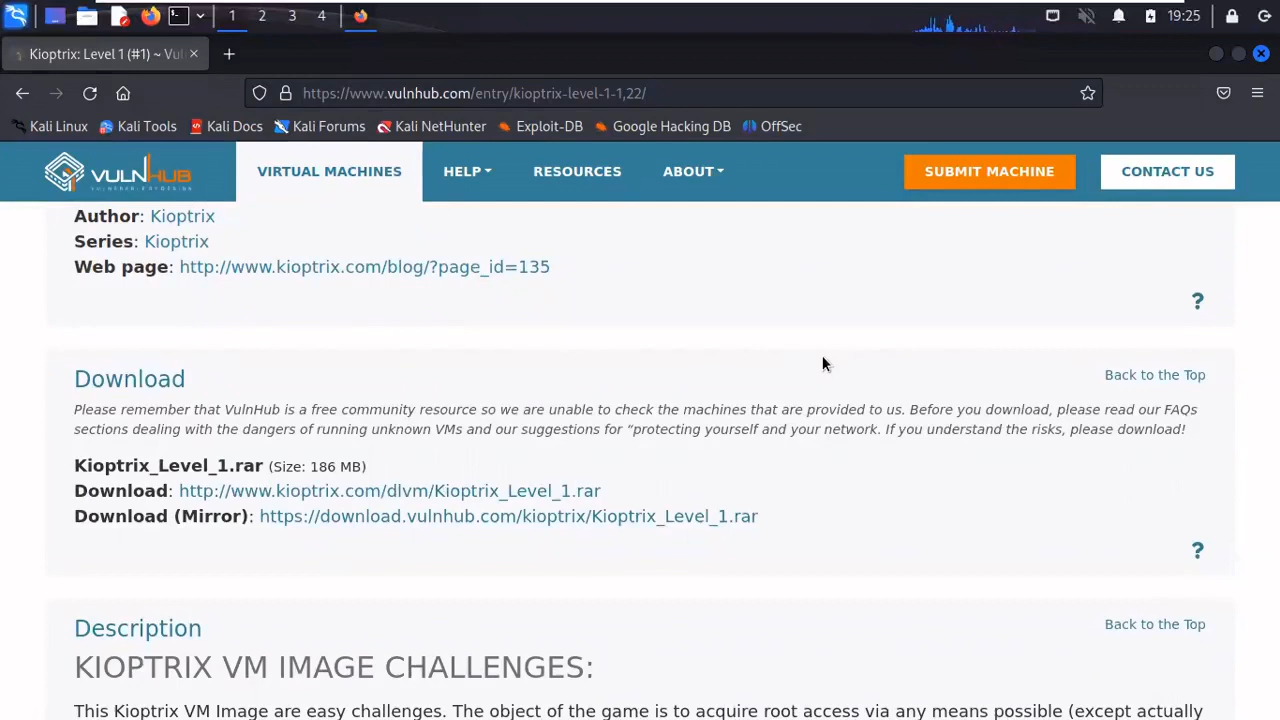 1 2 3 4 19:25
Kioptrix: Level 1 (#1) ~ Vul
https://www.vulnhub.com/entry/kioptrix-level-1-1,22/
Kali Linux Kali Tools Kali Docs Kali Forums Kali NetHunter Exploit-DB Google Hacking DB OffSec
VULNHUB VIRTUAL MACHINES HELP RESOURCES ABOUT SUBMIT MACHINE CONTACT US
Author: Kioptrix
Series: Kioptrix
Web page: http://www.kioptrix.com/blog/?page_id=135
?
Download Back to the Top
Please remember that VulnHub is a free community resource so we are unable to check the machines that are provided to us. Before you download, please read our FAQs
sections dealing with the dangers of running unknown VMs and our suggestions for “protecting yourself and your network. If you understand the risks, please download!
Kioptrix_Level_1.rar (Size: 186 MB)
Download: http://www.kioptrix.com/dlvm/Kioptrix_Level_1.rar
Download (Mirror): https://download.vulnhub.com/kioptrix/Kioptrix_Level_1.rar
?
Description Back to the Top
KIOPTRIX VM IMAGE CHALLENGES:
This Kioptrix VM Image are easy challenges. The object of the game is to acquire root access via any means possible (except actually